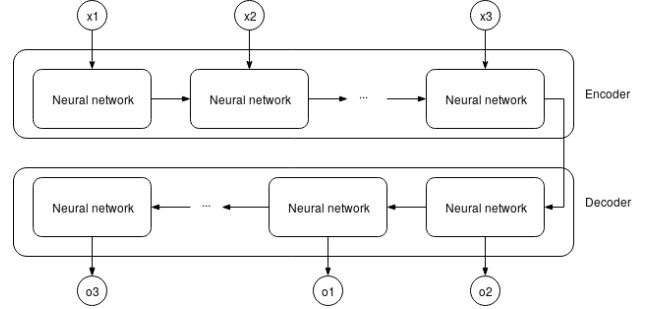 x1
x2
x3
Neural network
Neural network
...
Neural network
Encoder
Neural network
...
Neural network
Neural network
Decoder
o3
o1
o2